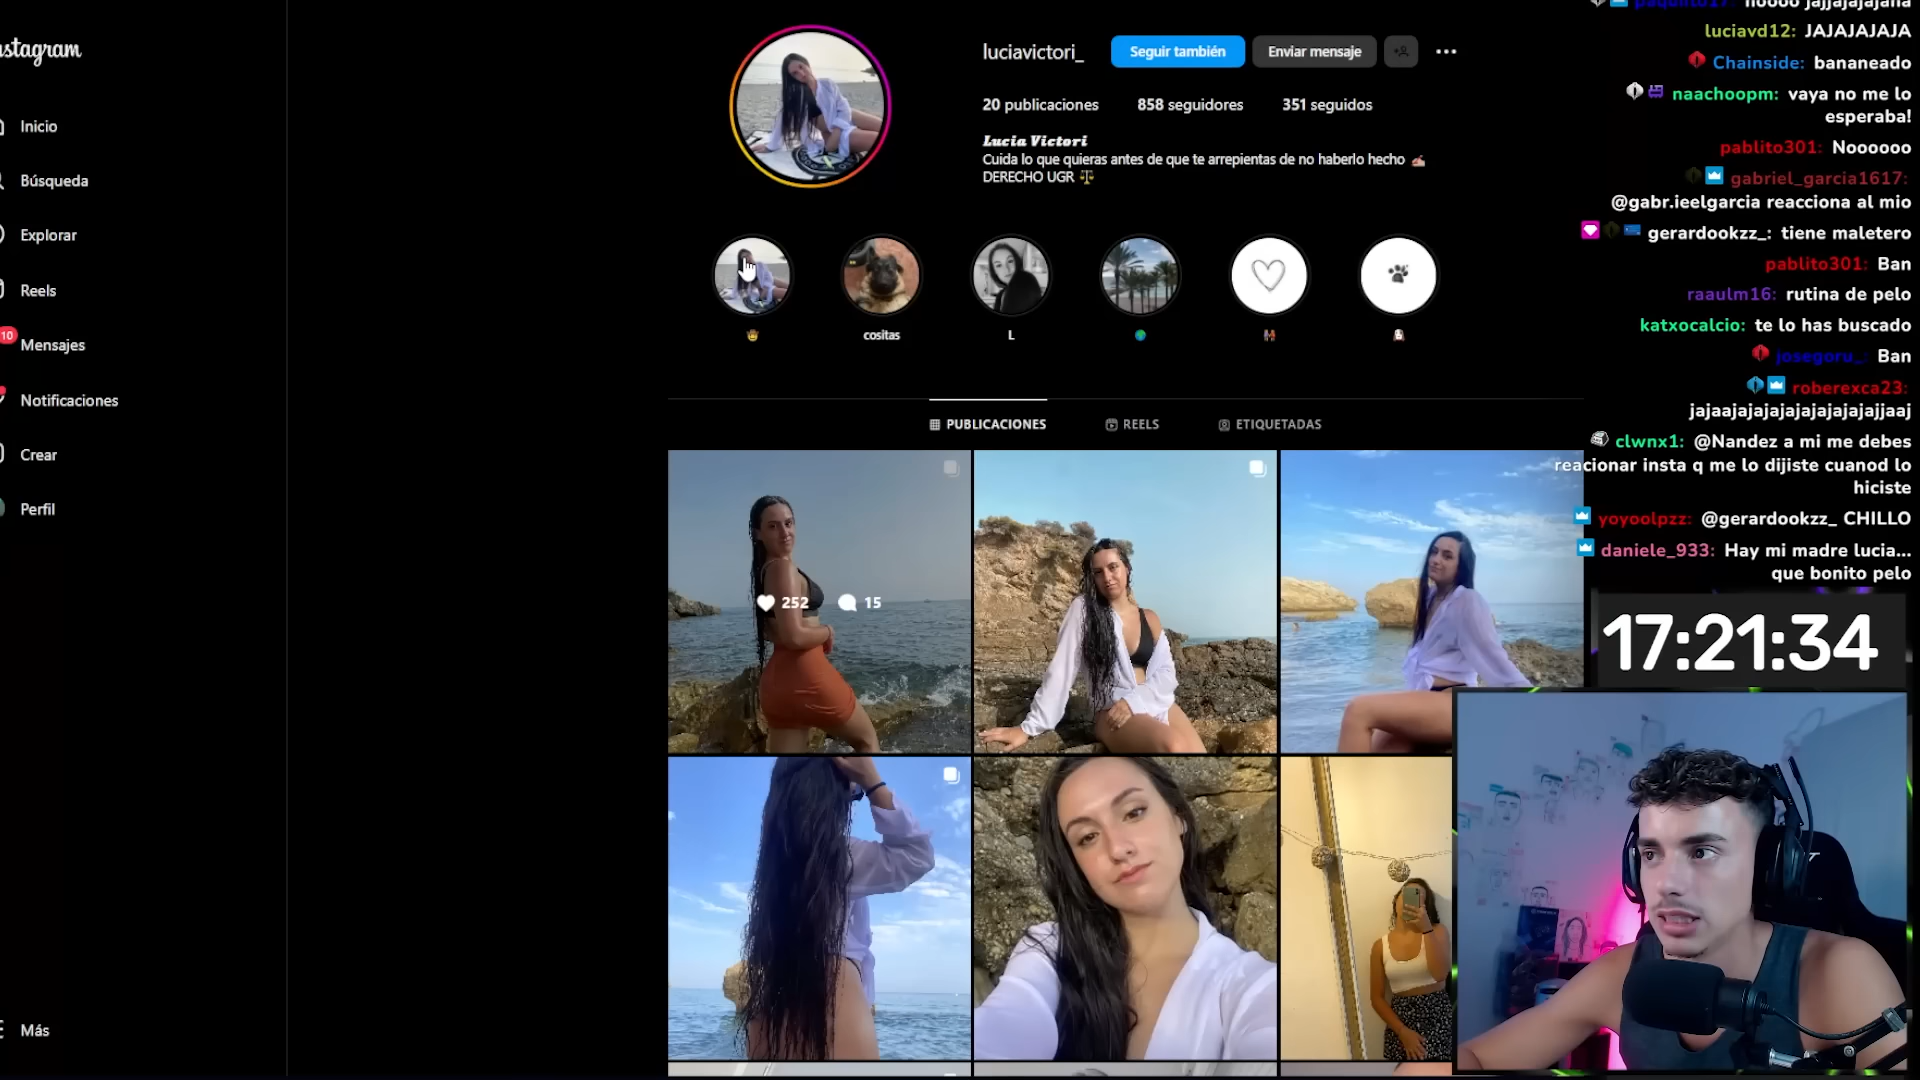 nstagram
Inicio
Búsqueda
Explorar
Reels
10
Mensajes
Notificaciones
Crear
Perfil
Más
luciavictori_
Seguir también
Enviar mensaje
20 publicaciones
858 seguidores
351 seguidos
Lucia Victori
Cuida lo que quieras antes de que te arrepientas de no haberlo hecho ✍🏻
DERECHO UGR ⚖️
cositas
L
PUBLICACIONES
REELS
ETIQUETADAS
252
15
paquito17: noooo jajjajajajaha
luciavd12: JAJAJAJAJA
Chainside: bananeado
naachoopm: vaya no me lo
esperaba!
pablito301: Noooooo
gabriel_garcia1617:
@gabr.ieelgarcia reacciona al mio
gerardookzz_: tiene maletero
pablito301: Ban
raaulm16: rutina de pelo
katxocalcio: te lo has buscado
josegoru_: Ban
roberexca23:
jajaajajajajajajajajajjaaj
clwnx1: @Nandez a mi me debes
reacionar insta q me lo dijiste cuanod lo
hiciste
yoyoolpzz: @gerardookzz_ CHILLO
daniele_933: Hay mi madre lucia...
que bonito pelo
17:21:34